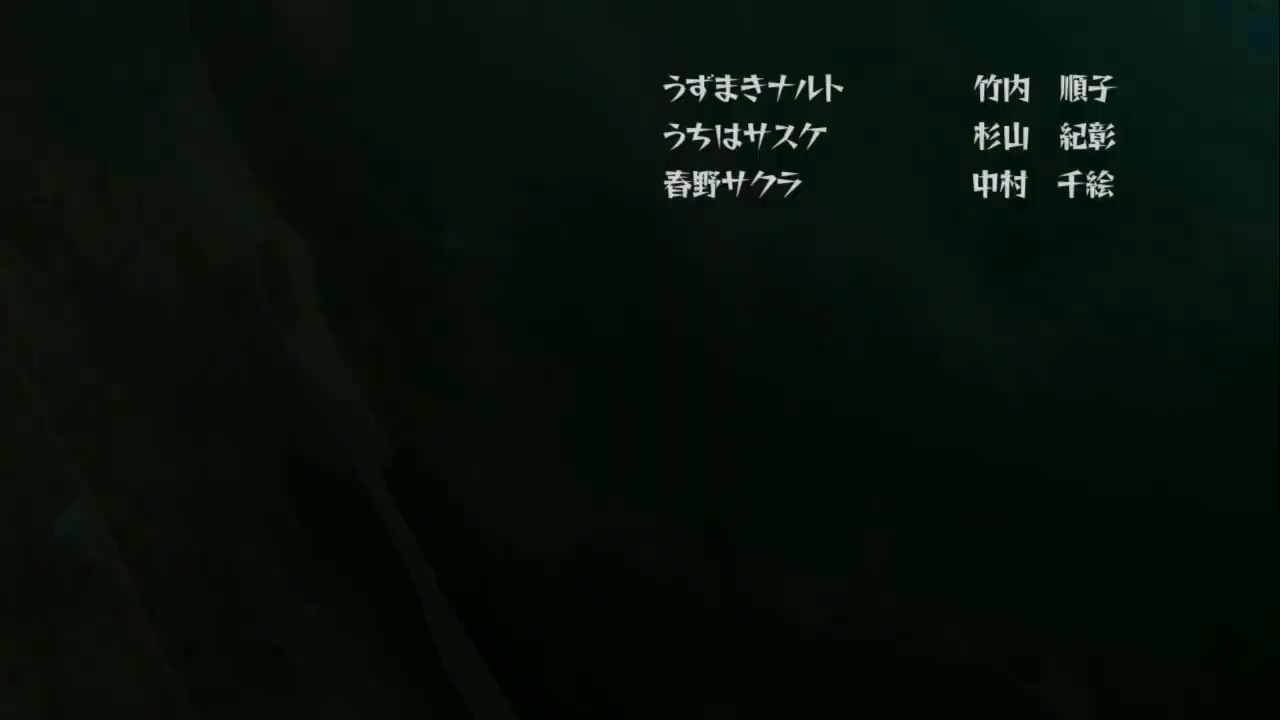 うずまきナルト　竹内　順子
うちはサスケ　杉山　紀彰
春野サクラ　中村　千絵